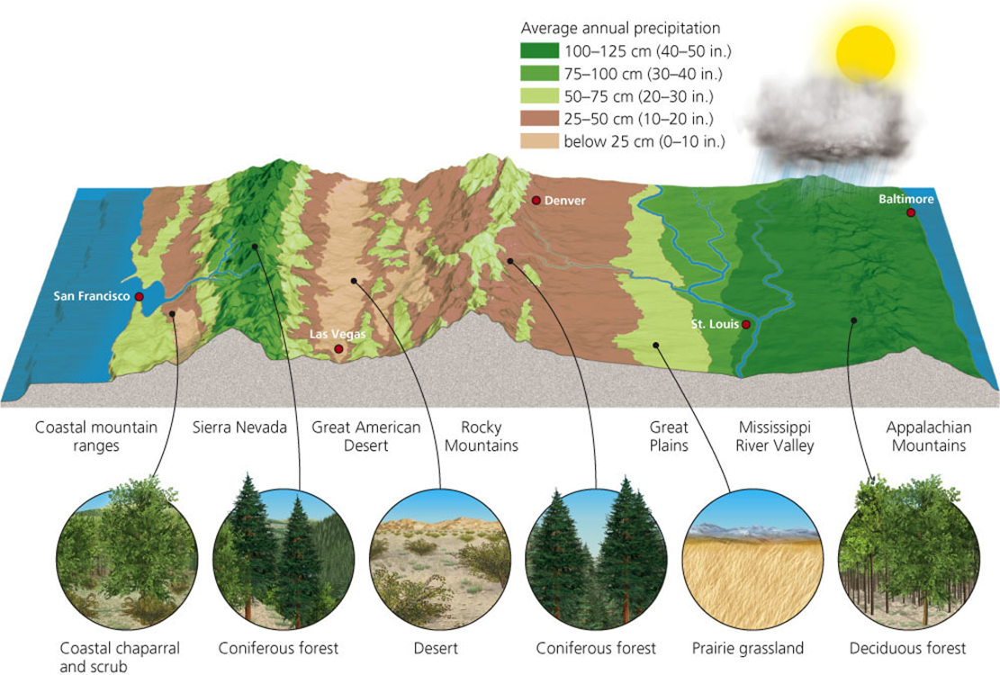 Average annual precipitation
100–125 cm (40–50 in.)
75–100 cm (30–40 in.)
50–75 cm (20–30 in.)
25–50 cm (10–20 in.)
below 25 cm (0–10 in.)
Denver
Baltimore
San Francisco
St. Louis
Las Vegas
Coastal mountain
ranges
Sierra Nevada
Great American
Desert
Rocky
Mountains
Great
Plains
Mississippi
River Valley
Appalachian
Mountains
Coastal chaparral
and scrub
Coniferous forest
Desert
Coniferous forest
Prairie grassland
Deciduous forest